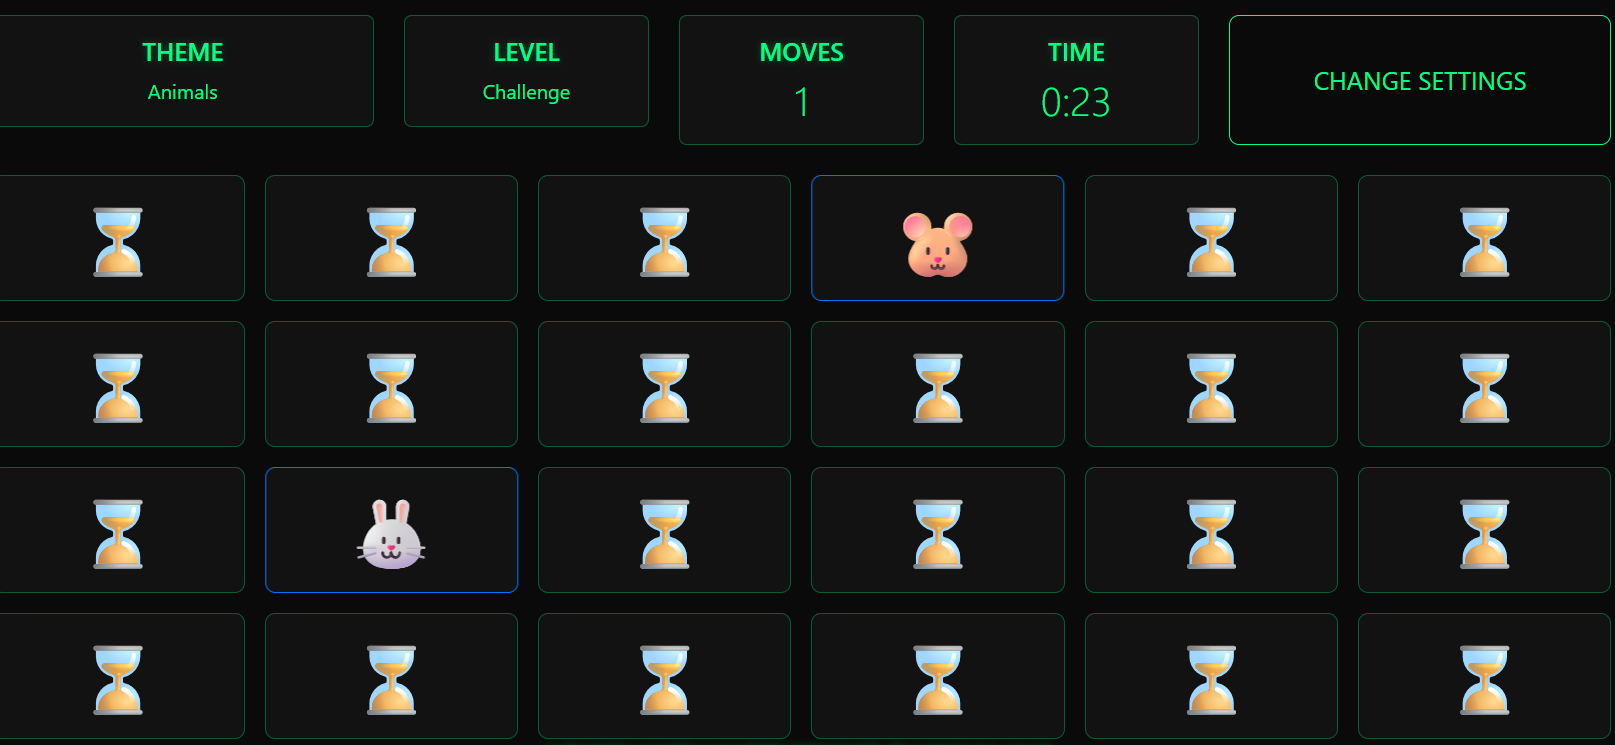 THEME
Animals
LEVEL
Challenge
MOVES
1
TIME
0:23
CHANGE SETTINGS